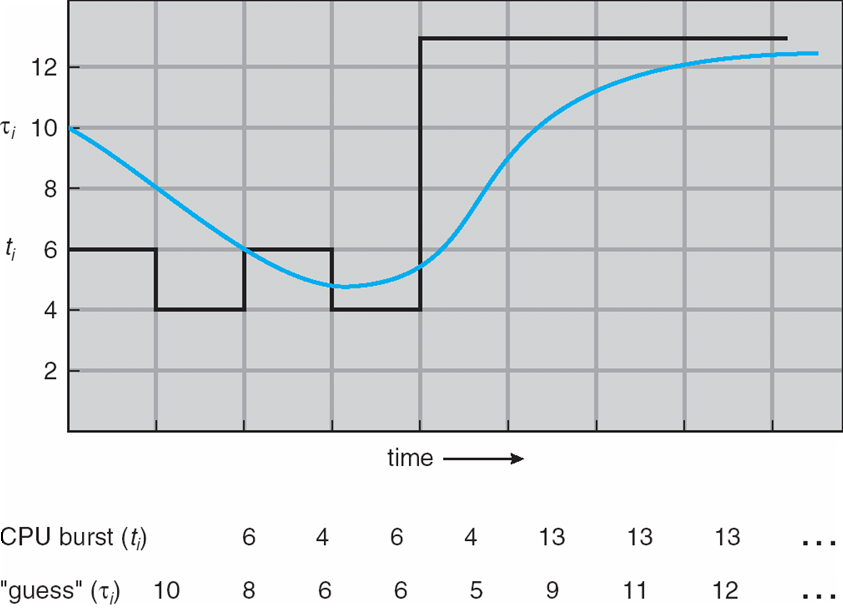 12
τi 10
8
ti 6
4
2
time
CPU burst (ti) 6 4 6 4 13 13 13 ...
"guess" (τi) 10 8 6 6 5 9 11 12 ...